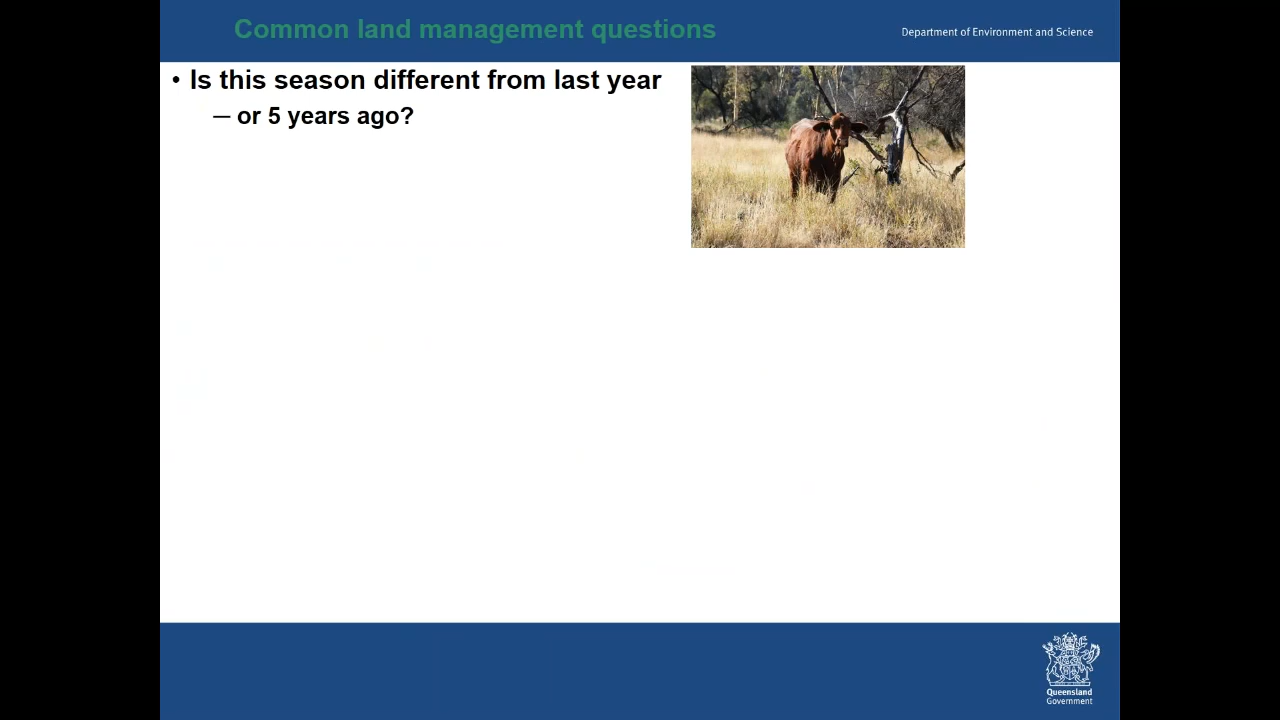 Common land management questions
Department of Environment and Science
• Is this season different from last year
— or 5 years ago?
Queensland
Government